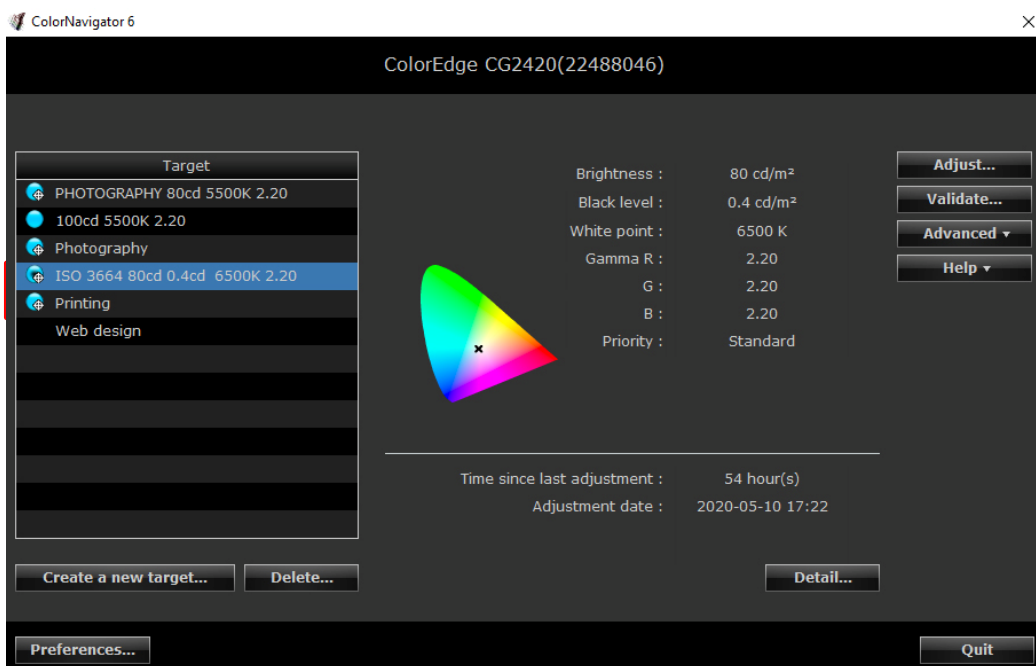 ColorNavigator 6
ColorEdge CG2420(22488046)
Target
PHOTOGRAPHY 80cd 5500K 2.20
100cd 5500K 2.20
Photography
ISO 3664 80cd 0.4cd  6500K 2.20
Printing
Web design
Brightness : 80 cd/m²
Black level : 0.4 cd/m²
White point : 6500 K
Gamma R : 2.20
G : 2.20
B : 2.20
Priority : Standard
Time since last adjustment : 54 hour(s)
Adjustment date : 2020-05-10 17:22
Adjust...
Validate...
Advanced
Help
Create a new target...
Delete...
Detail...
Preferences...
Quit